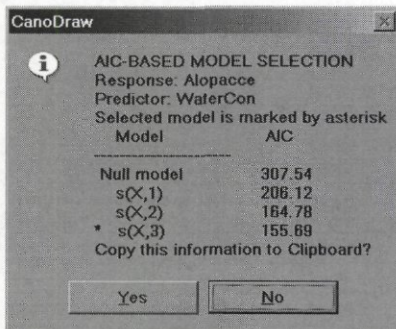 CanoDraw
AIC-BASED MODEL SELECTION
Response: Alopacce
Predictor: WaterCon
Selected model is marked by asterisk
Model AIC
--------------------------------
Null model 307.54
s(X,1) 206.12
s(X,2) 164.78
* s(X,3) 155.69
Copy this information to Clipboard?
Yes No